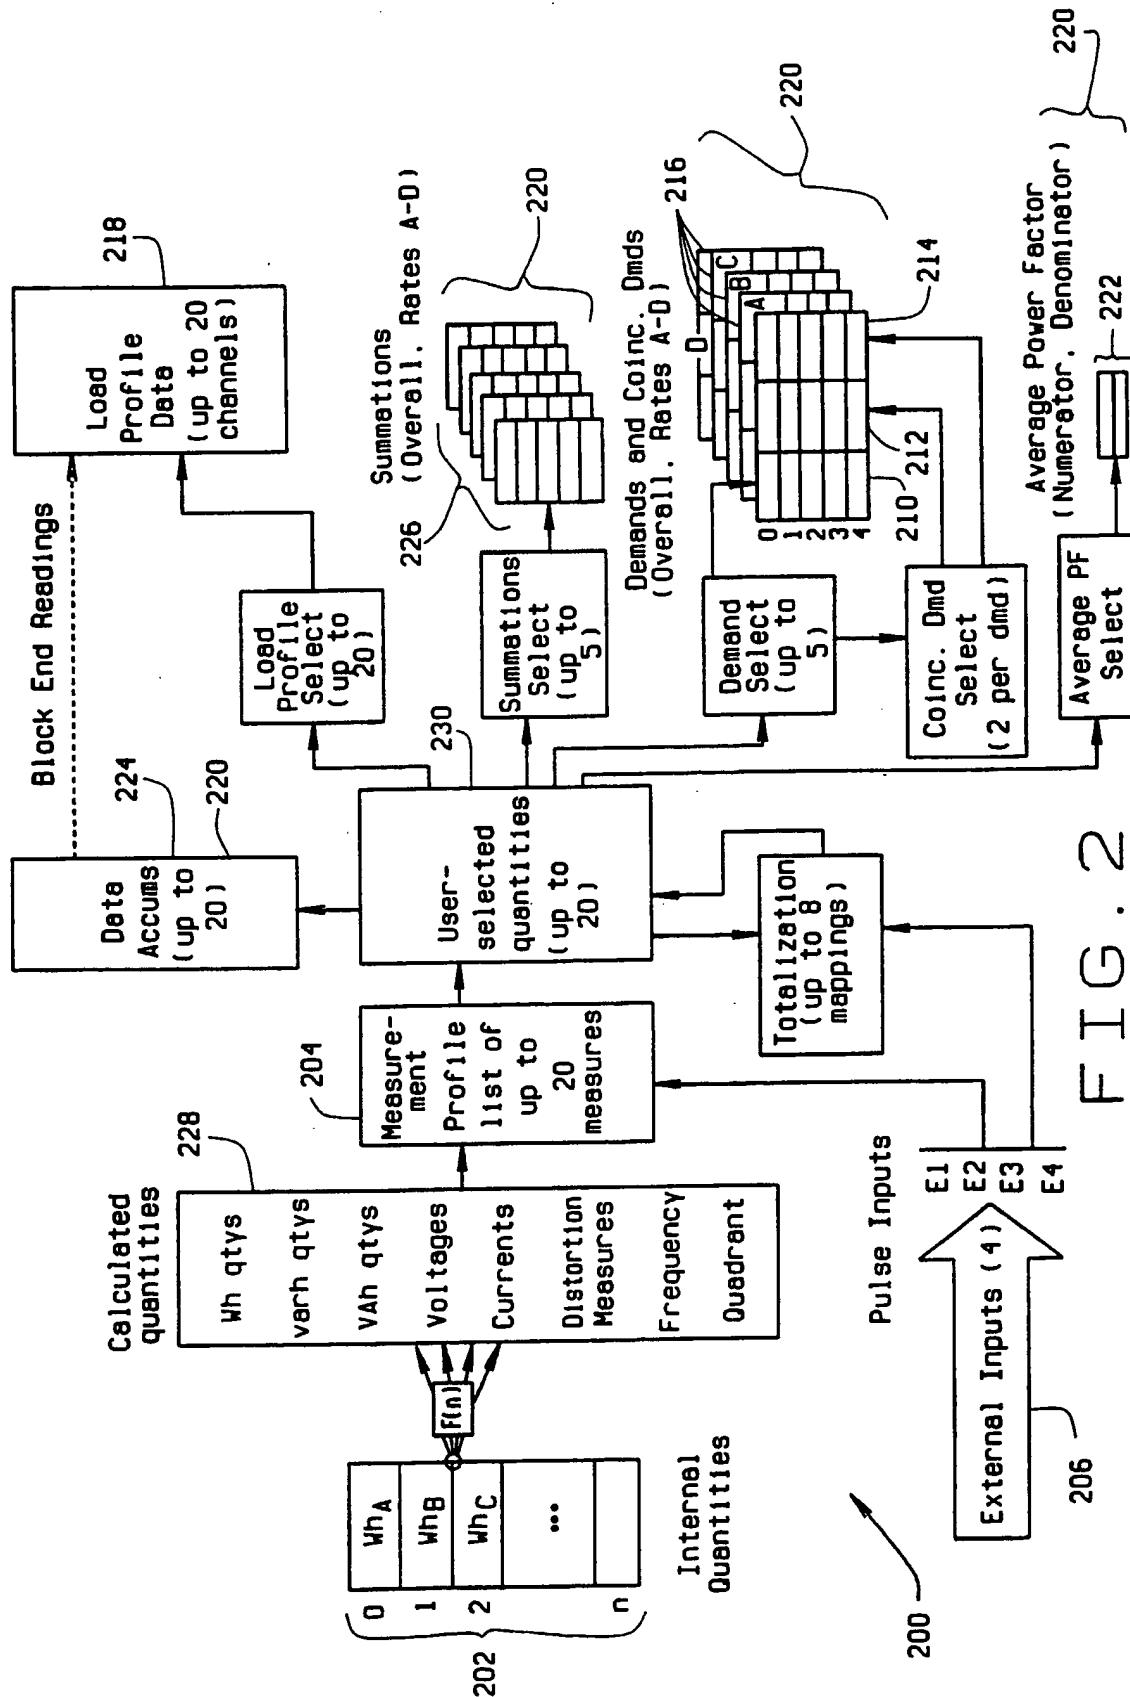 Block End Readings
224
220
Data
Accums
(up to
20)
218
Load
Profile
Data
(up to 20
channels)
Load
Profile
Select
(up to
20)
Summations
(Overall, Rates A-D)
226
220
Summations
Select
(up to
5)
Calculated
quantities
228
Wh qtys
varh qtys
VAh qtys
Voltages
Currents
Distortion
Measures
Frequency
Quadrant
204
Measure-
ment
Profile
list of
up to
20
measures
230
User-
selected
quantities
(up to
20)
Demands and Coinc. Dmds
(Overall, Rates A-D)
216
220
D
C
B
A
0
1
2
3
4
210
212
214
Demand
Select
(up to
5)
Coinc. Dmd
Select
(2 per dmd)
202
0
1
2
n
WhA
WhB
WhC
...
F(n)
Internal
Quantities
Totalization
(up to 8
mappings)
Average Power Factor
(Numerator, Denominator)
220
222
Average PF
Select
Pulse Inputs
E1
E2
E3
E4
External Inputs (4)
206
200
FIG. 2